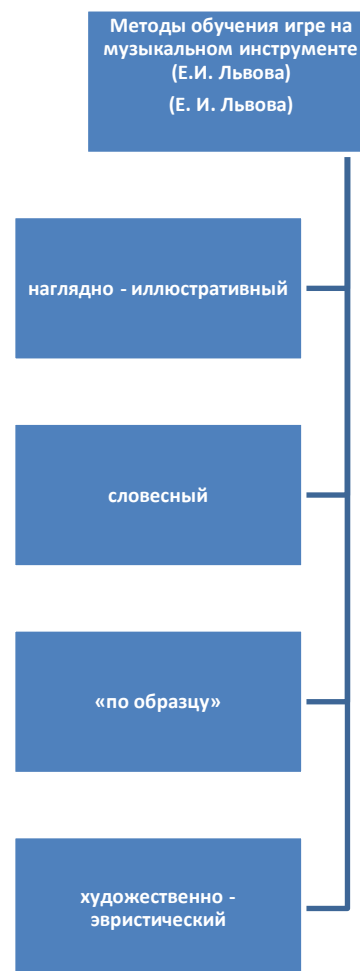 Методы обучения игре на
музыкальном инструменте
(Е.И. Львова)
(Е. И. Львова)
наглядно - иллюстративный
словесный
«по образцу»
художественно -
эвристический